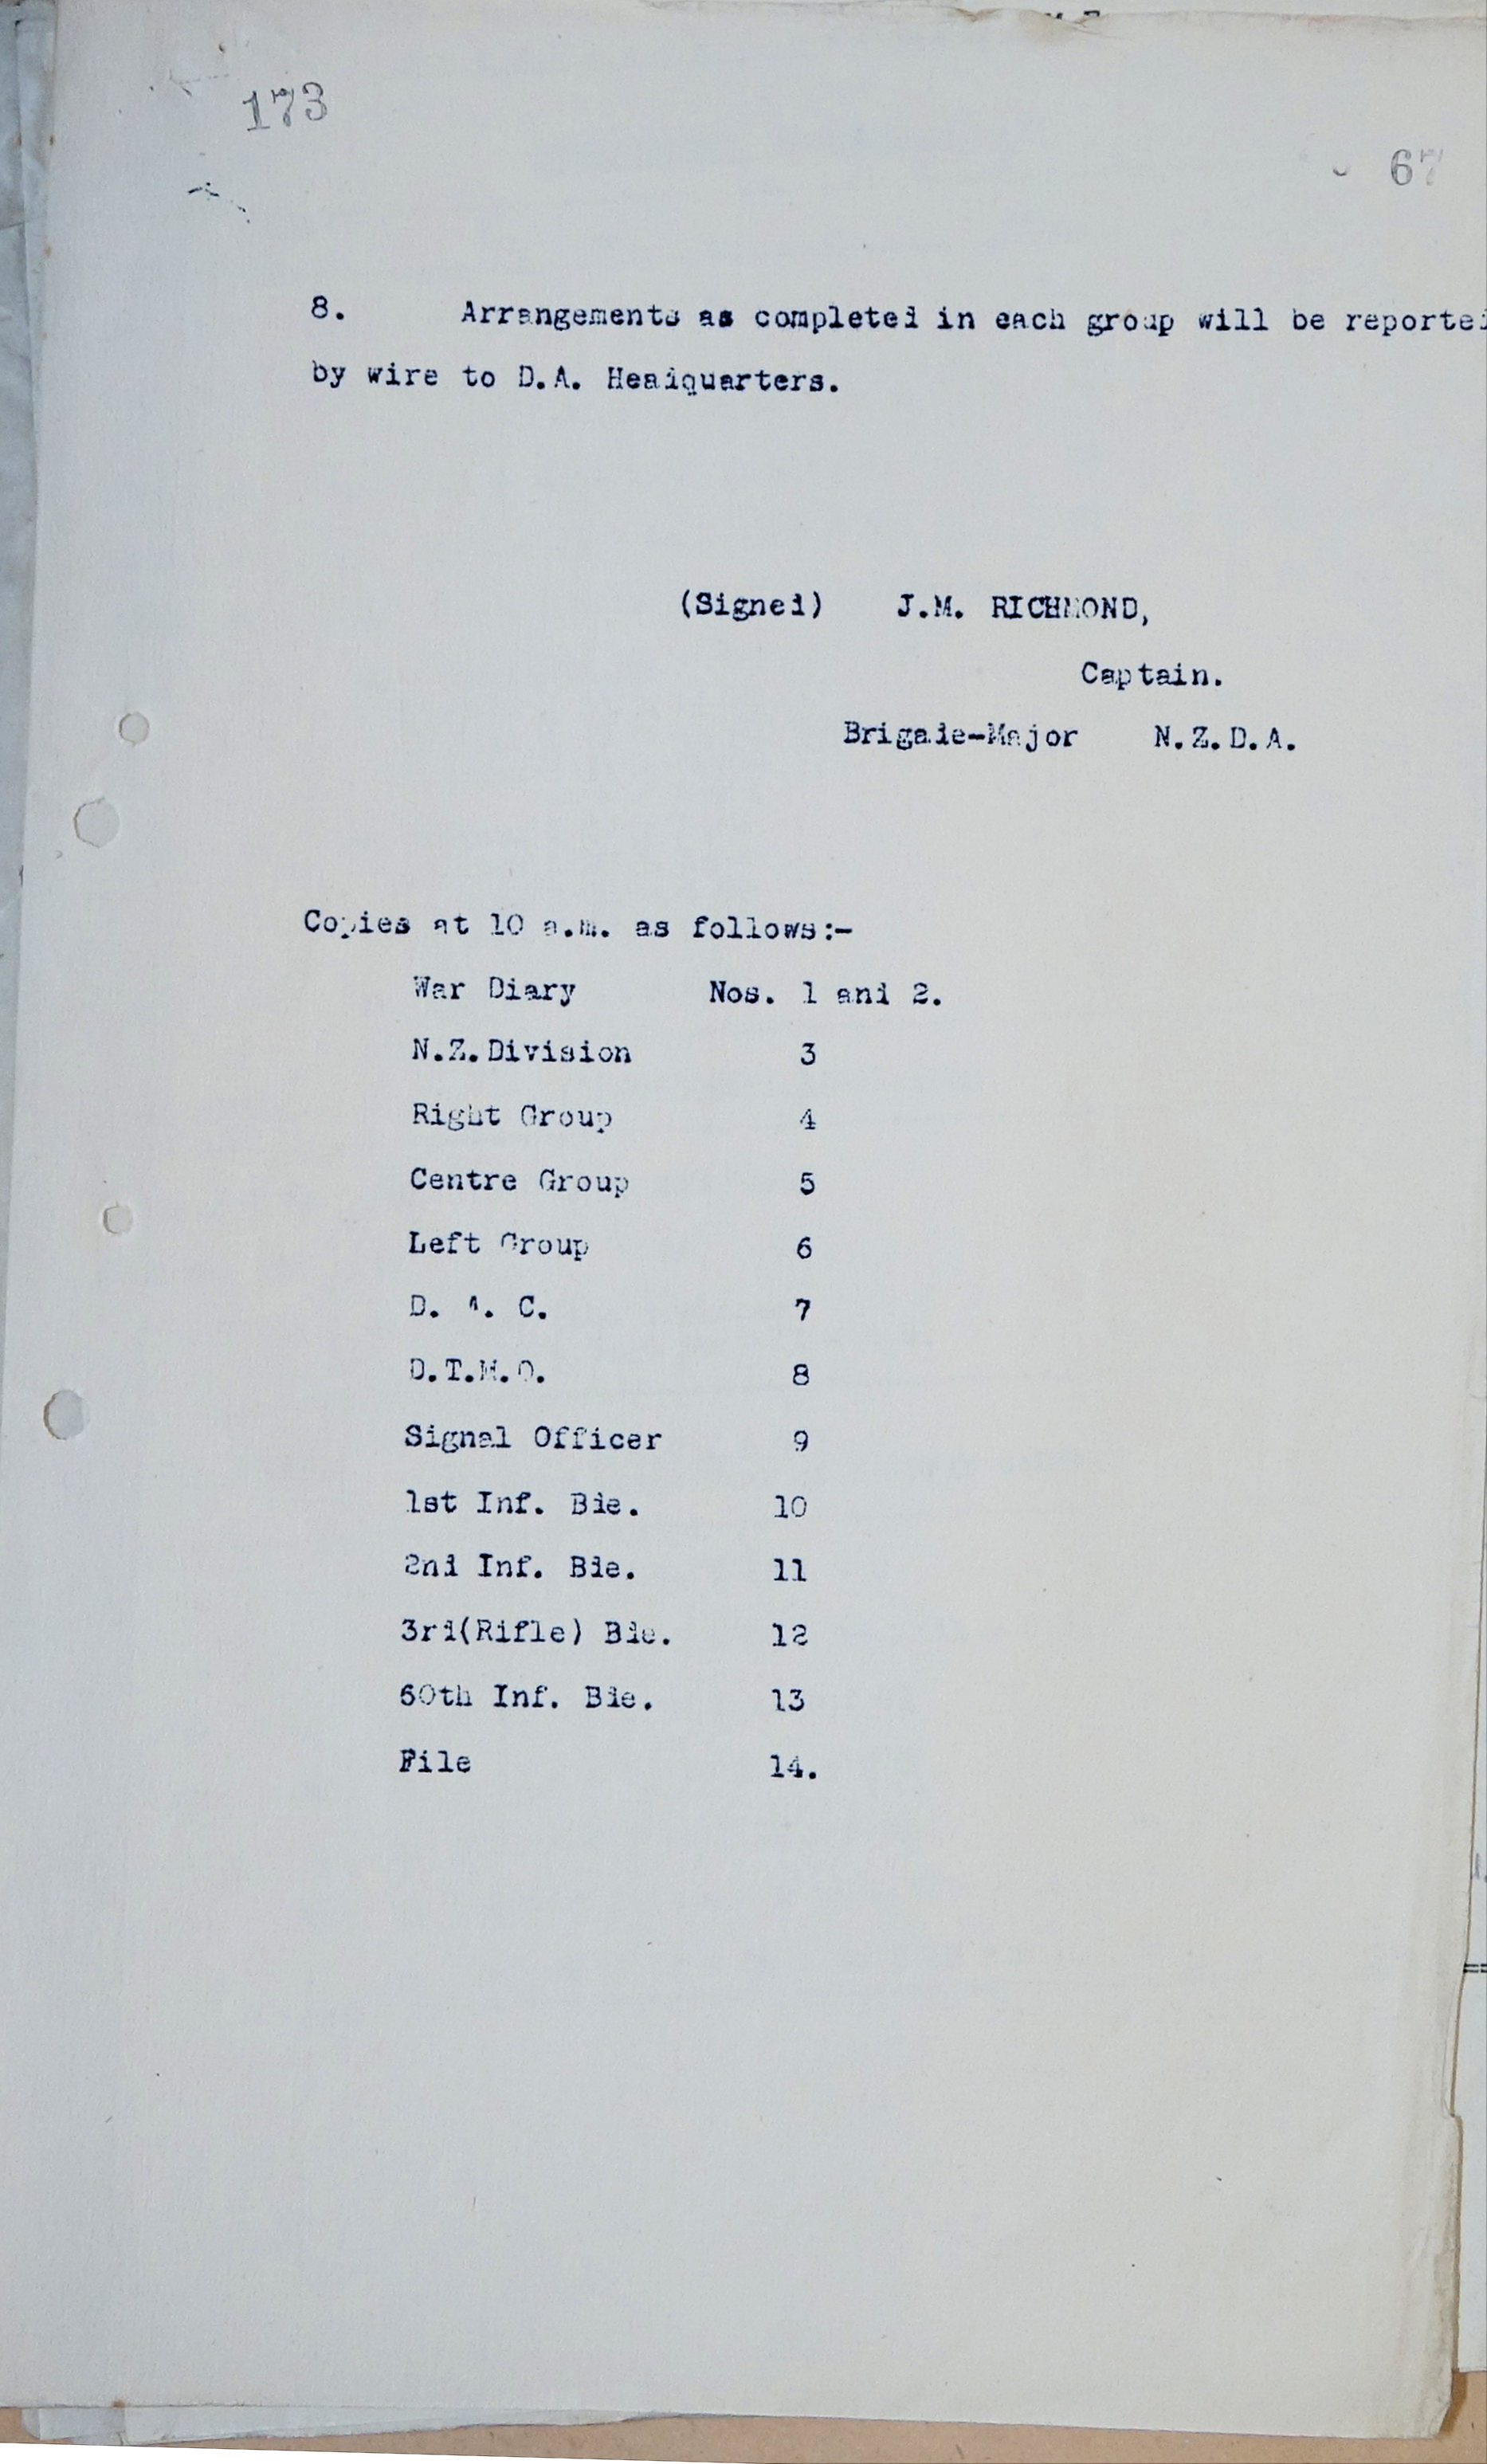 173
67
8. Arrangements as completed in each group will be reported
by wire to D.A. Headquarters.
(Signed) J.M. RICHMOND,
Captain.
Brigade-Major N.Z.D.A.
Copies at 10 a.m. as follows:-
War Diary Nos. 1 and 2.
N.Z.Division 3
Right Group 4
Centre Group 5
Left Group 6
D. A. C. 7
D.T.M.O. 8
Signal Officer 9
1st Inf. Bde. 10
2nd Inf. Bde. 11
3rd(Rifle) Bde. 12
60th Inf. Bde. 13
File 14.